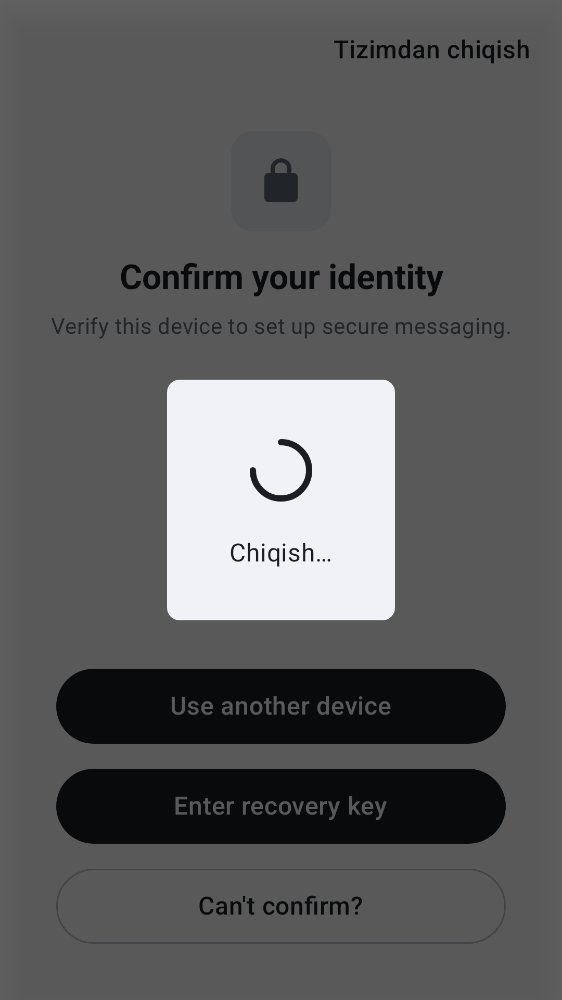 Tizimdan chiqish
Confirm your identity
Verify this device to set up secure messaging.
Chiqish…
Use another device
Enter recovery key
Can't confirm?